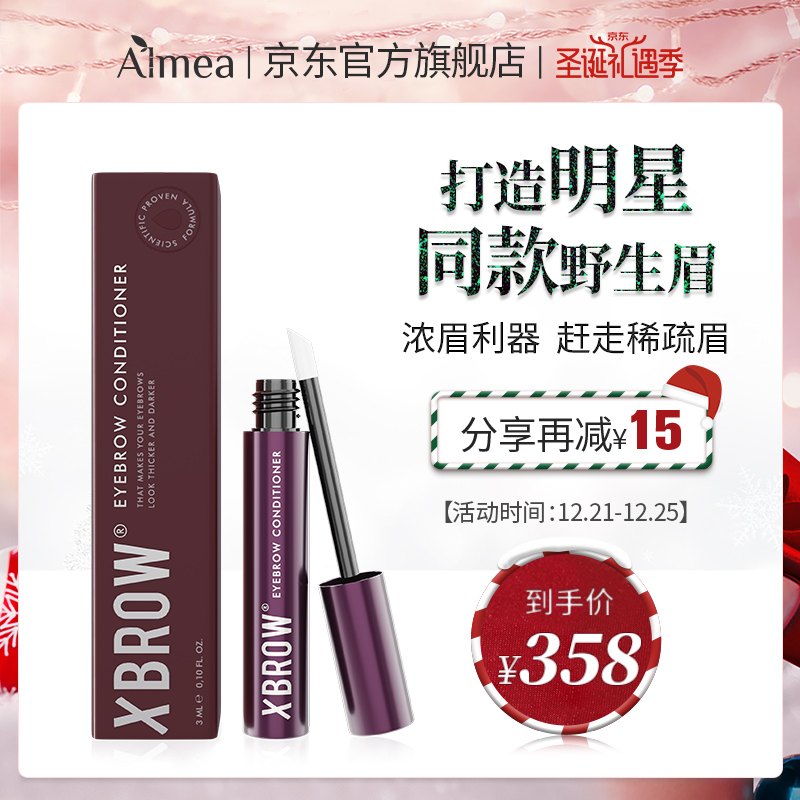 Aimea | 京东官方旗舰店 | 京东
圣诞礼遇季
打造明星
同款野生眉
浓眉利器 赶走稀疏眉
分享再减¥15
【活动时间:12.21-12.25】
到手价
¥358
SCIENTIFIC PROVEN FORMULA
XBROW®
EYEBROW CONDITIONER
THAT MAKES YOUR EYEBROWS
LOOK THICKER AND DARKER
3 ML ℮ 0,10 FL. OZ.
XBROW®
EYEBROW CONDITIONER